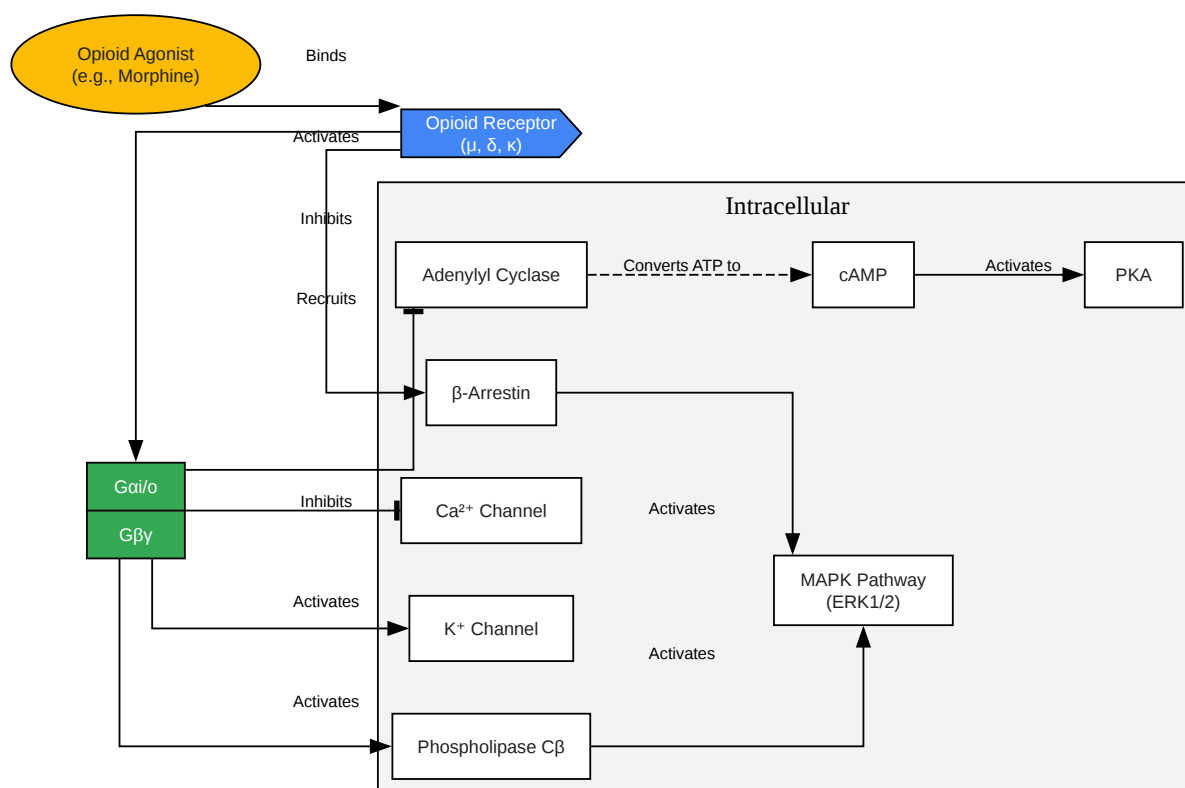 Opioid Agonist
(e.g., Morphine)
Binds
Opioid Receptor
(μ, δ, κ)
Activates
Intracellular
Inhibits
Adenylyl Cyclase
Converts ATP to
cAMP
Activates
PKA
Recruits
β-Arrestin
Gαi/o
Gβγ
Inhibits
Ca²⁺ Channel
Activates
MAPK Pathway
(ERK1/2)
Activates
K⁺ Channel
Activates
Activates
Phospholipase Cβ